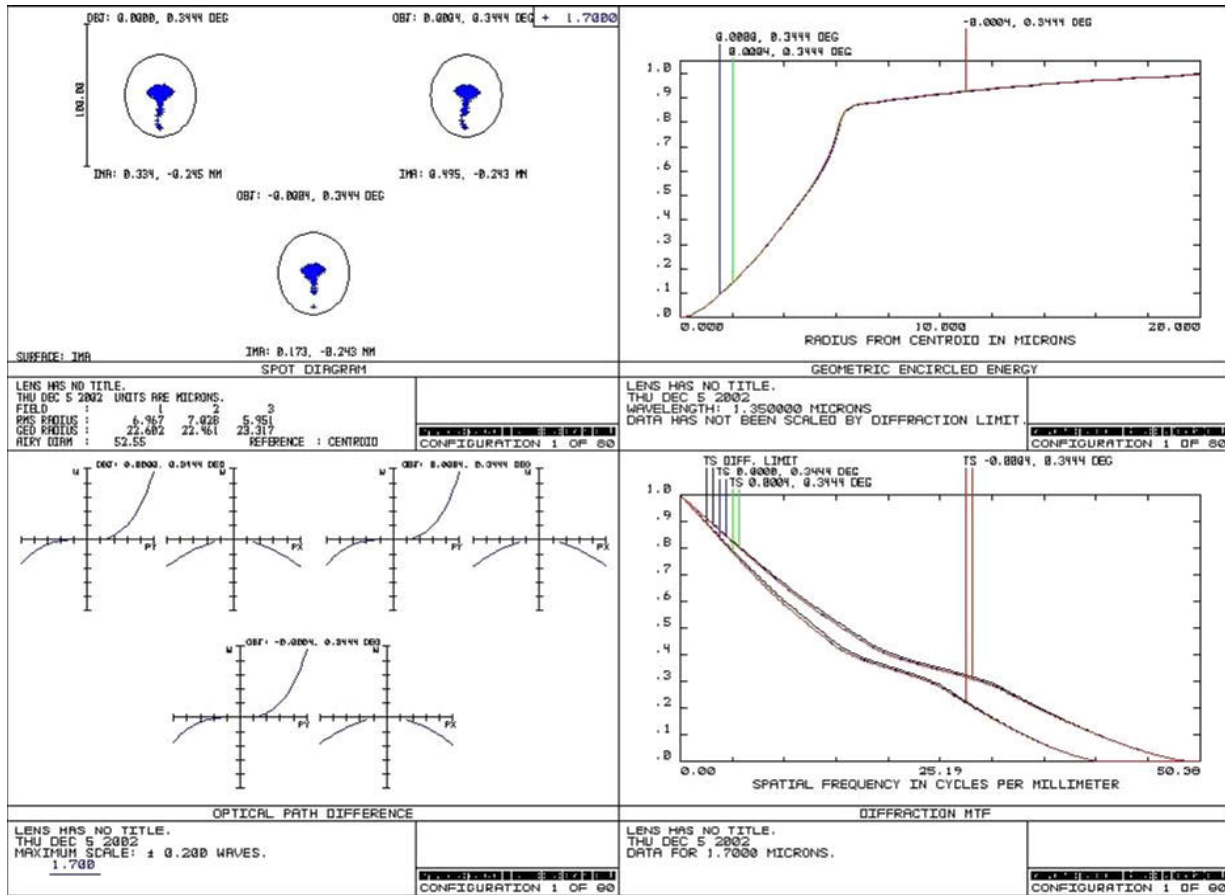 OBJ: 0.0000, 0.3444 DEG
OBJ: 0.0004, 0.3444 DEG
+ 1.7000
100.00
IMA: 0.334, -0.245 MM
IMA: 0.495, -0.243 MM
OBJ: -0.0004, 0.3444 DEG
IMA: 0.173, -0.243 MM
SURFACE: IMA
SPOT DIAGRAM
LENS HAS NO TITLE.
THU DEC 5 2002 UNITS ARE MICRONS.
FIELD : 1 2 3
RMS RADIUS : 6.967 7.028 5.951
GEO RADIUS : 22.602 22.461 23.317
AIRY DIAM : 52.55 REFERENCE : CENTROID
CONFIGURATION 1 OF 80
-0.0004, 0.3444 DEG
0.0000, 0.3444 DEG
0.0004, 0.3444 DEG
1.0
.9
.8
.7
.6
.5
.4
.3
.2
.1
.0
0.000 10.000 20.000
RADIUS FROM CENTROID IN MICRONS
GEOMETRIC ENCIRCLED ENERGY
LENS HAS NO TITLE.
THU DEC 5 2002
WAVELENGTH: 1.350000 MICRONS
DATA HAS NOT BEEN SCALED BY DIFFRACTION LIMIT.
CONFIGURATION 1 OF 80
W OBJ: 0.0000, 0.3444 DEG W
PY PX
W OBJ: 0.0004, 0.3444 DEG W
PY PX
W OBJ: -0.0004, 0.3444 DEG W
PY PX
OPTICAL PATH DIFFERENCE
LENS HAS NO TITLE.
THU DEC 5 2002
MAXIMUM SCALE: ± 0.200 WAVES.
1.700
CONFIGURATION 1 OF 80
TS DIFF. LIMIT
TS 0.0000, 0.3444 DEG
TS 0.0004, 0.3444 DEG
TS -0.0004, 0.3444 DEG
1.0
.9
.8
.7
.6
.5
.4
.3
.2
.1
.0
0.00 25.19 50.38
SPATIAL FREQUENCY IN CYCLES PER MILLIMETER
DIFFRACTION MTF
LENS HAS NO TITLE.
THU DEC 5 2002
DATA FOR 1.7000 MICRONS.
CONFIGURATION 1 OF 80